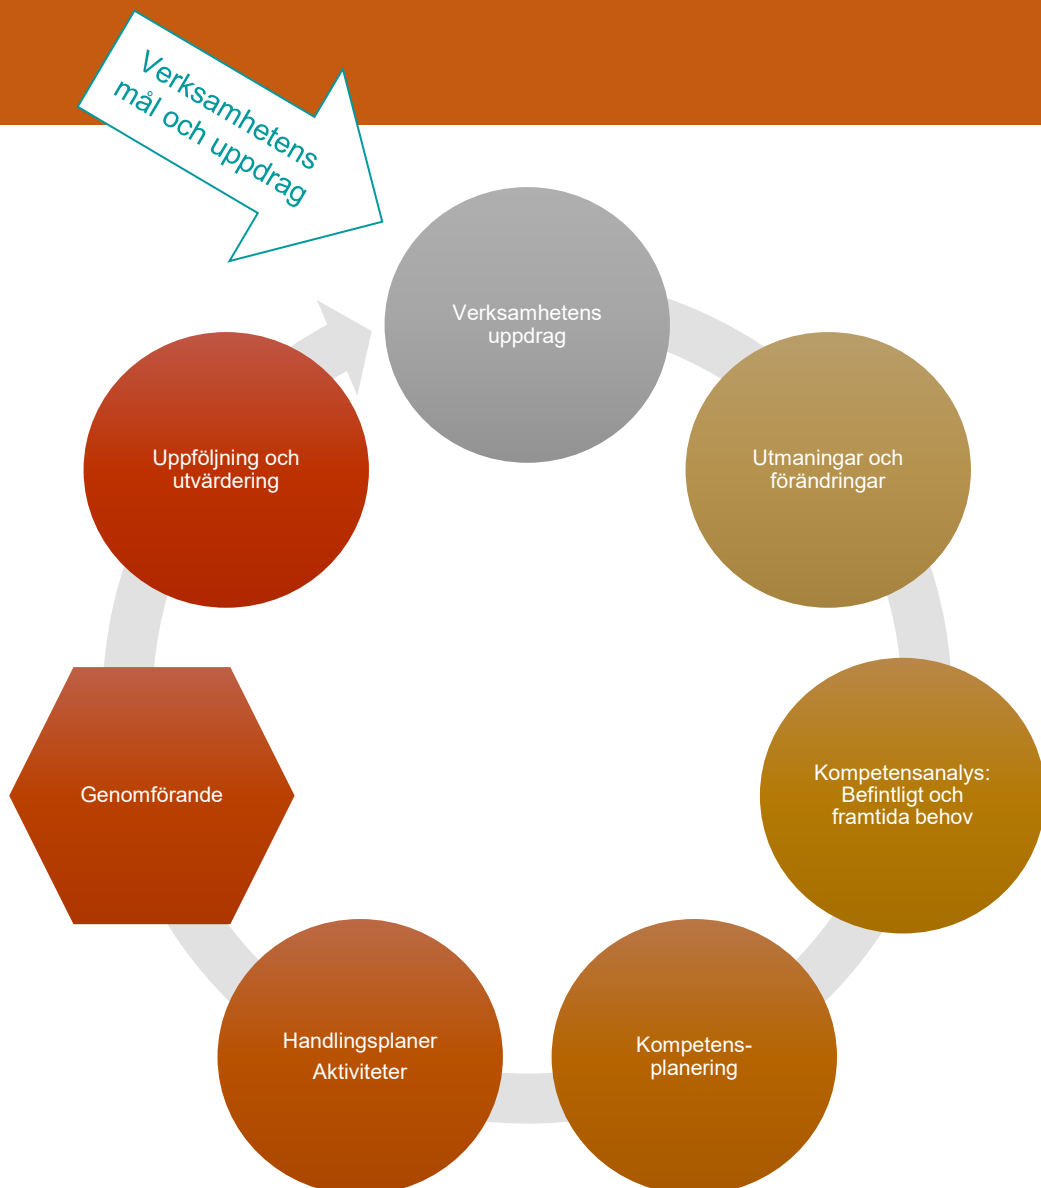 Verksamhetens
mål och uppdrag
Verksamhetens
uppdrag
Utmaningar och
förändringar
Kompetensanalys:
Befintligt och
framtida behov
Kompetens-
planering
Handlingsplaner
Aktiviteter
Genomförande
Uppföljning och
utvärdering